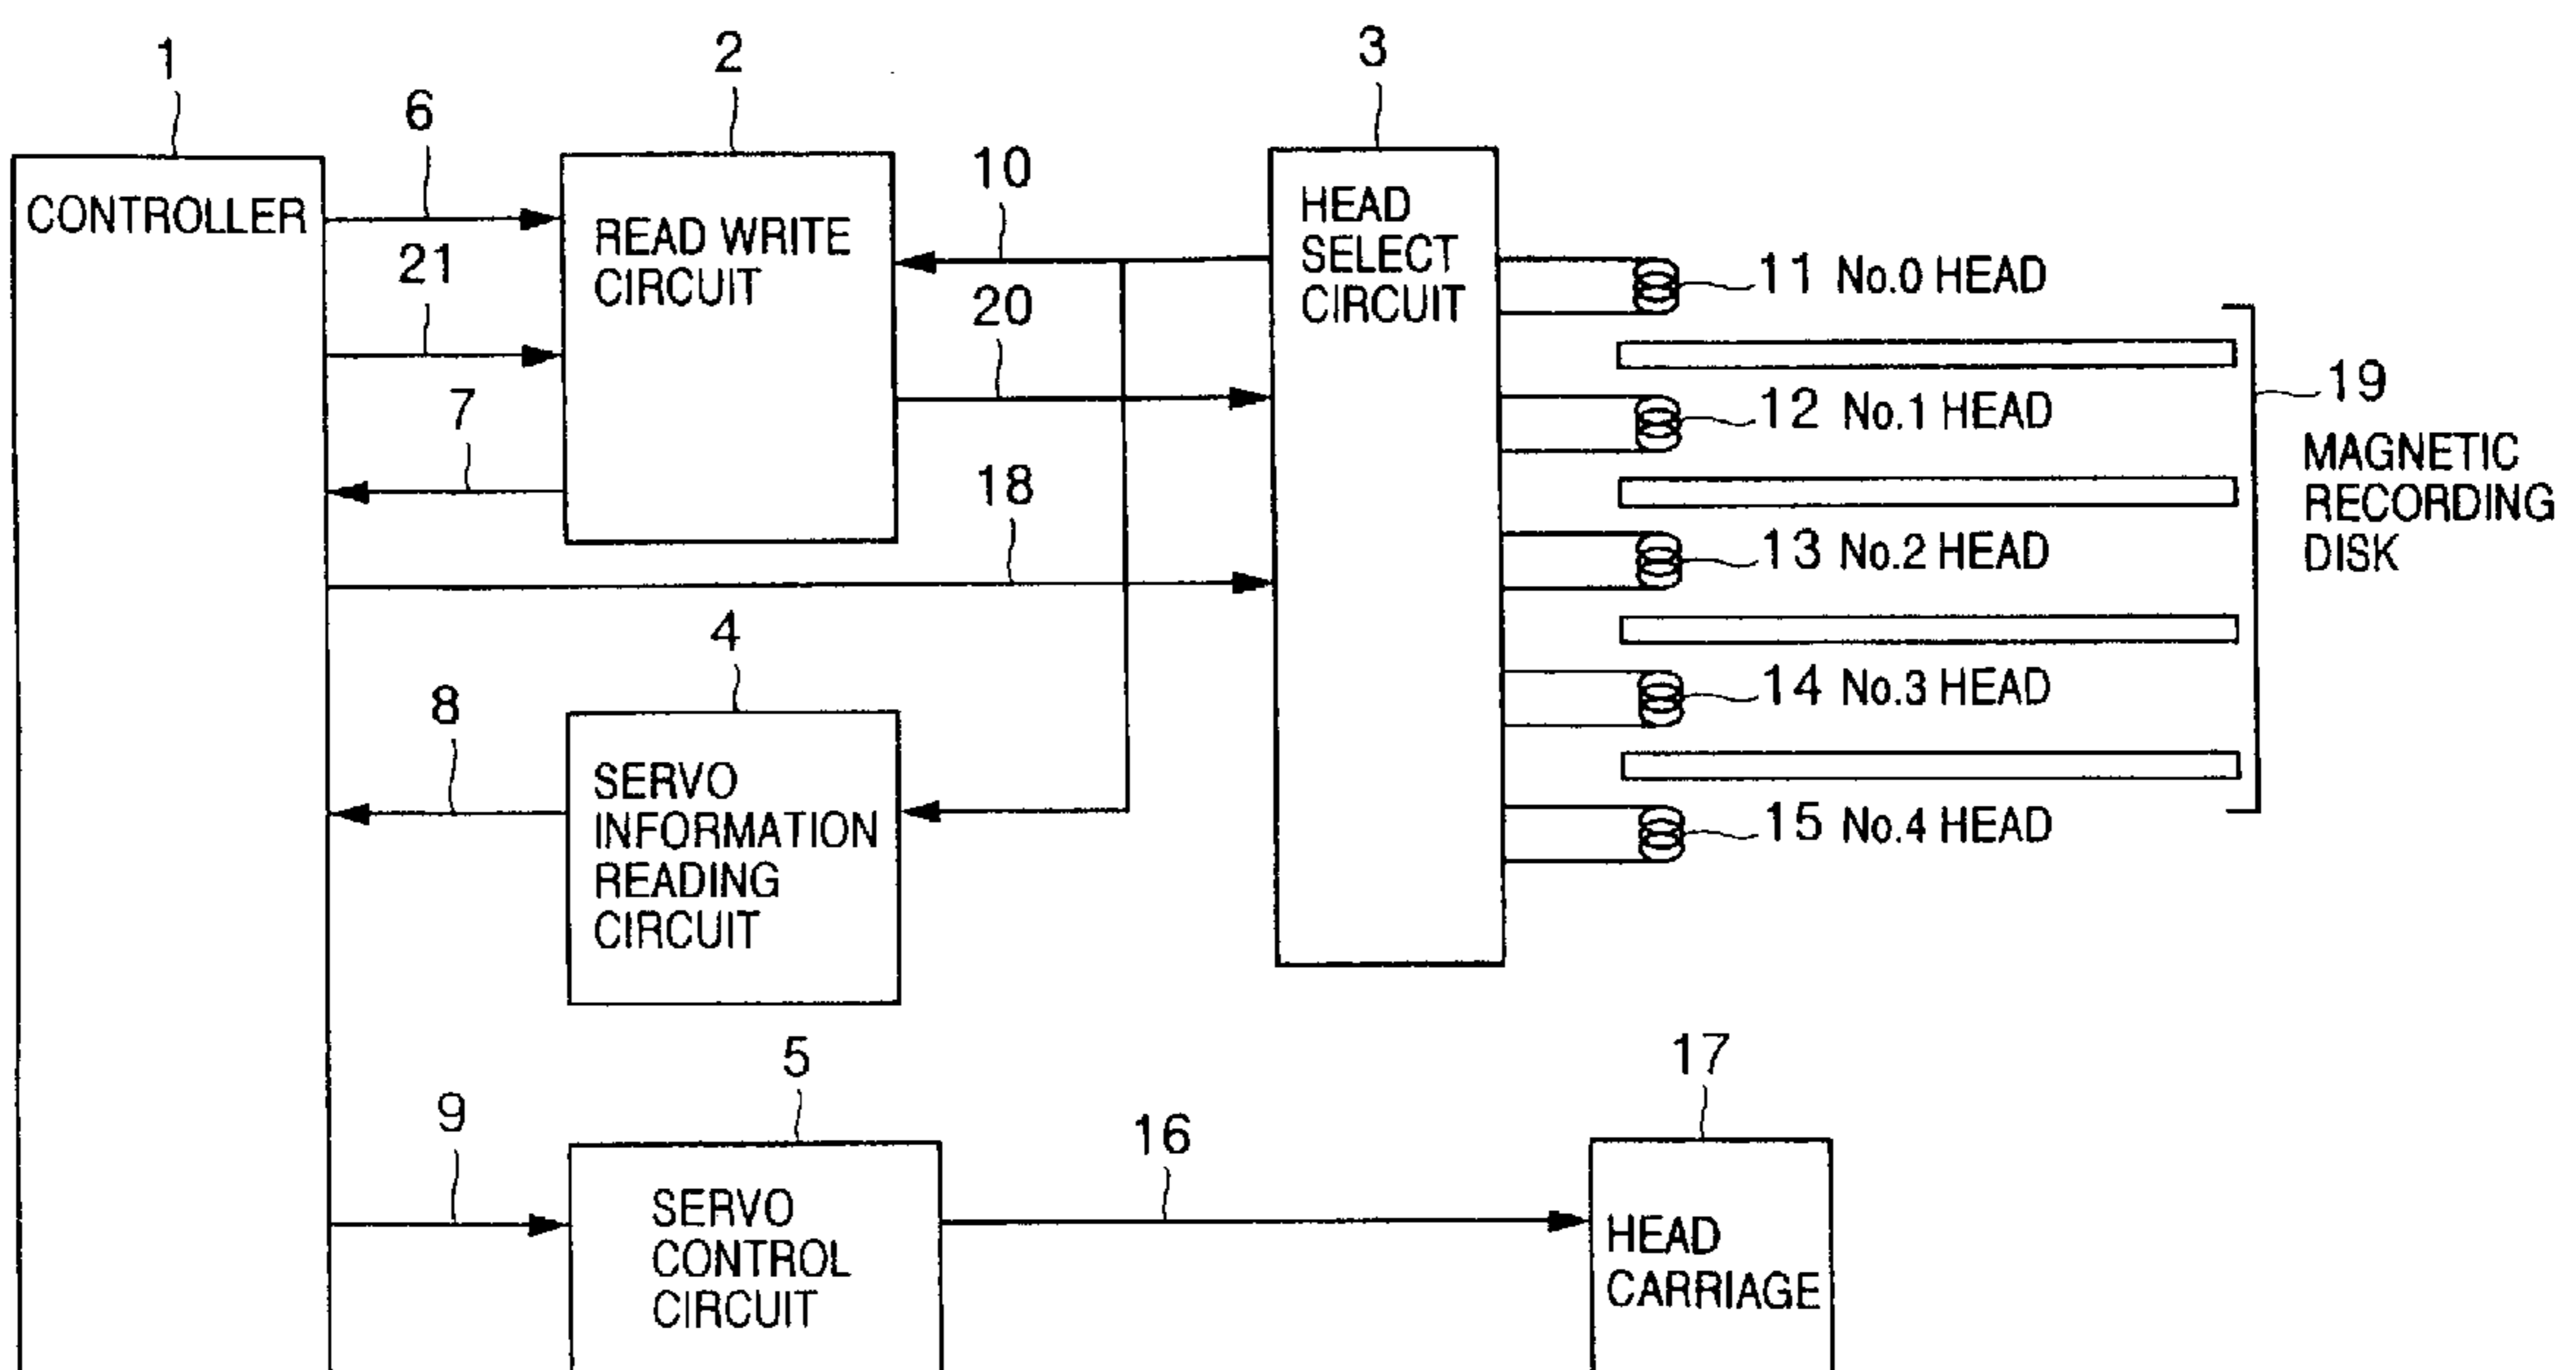 1
2
3
6
CONTROLLER
READ WRITE
CIRCUIT
10
HEAD
SELECT
CIRCUIT
21
20
11 No.0 HEAD
7
12 No.1 HEAD
19
MAGNETIC
RECORDING
DISK
18
13 No.2 HEAD
4
8
14 No.3 HEAD
SERVO
INFORMATION
READING
CIRCUIT
15 No.4 HEAD
5
17
9
16
SERVO
CONTROL
CIRCUIT
HEAD
CARRIAGE